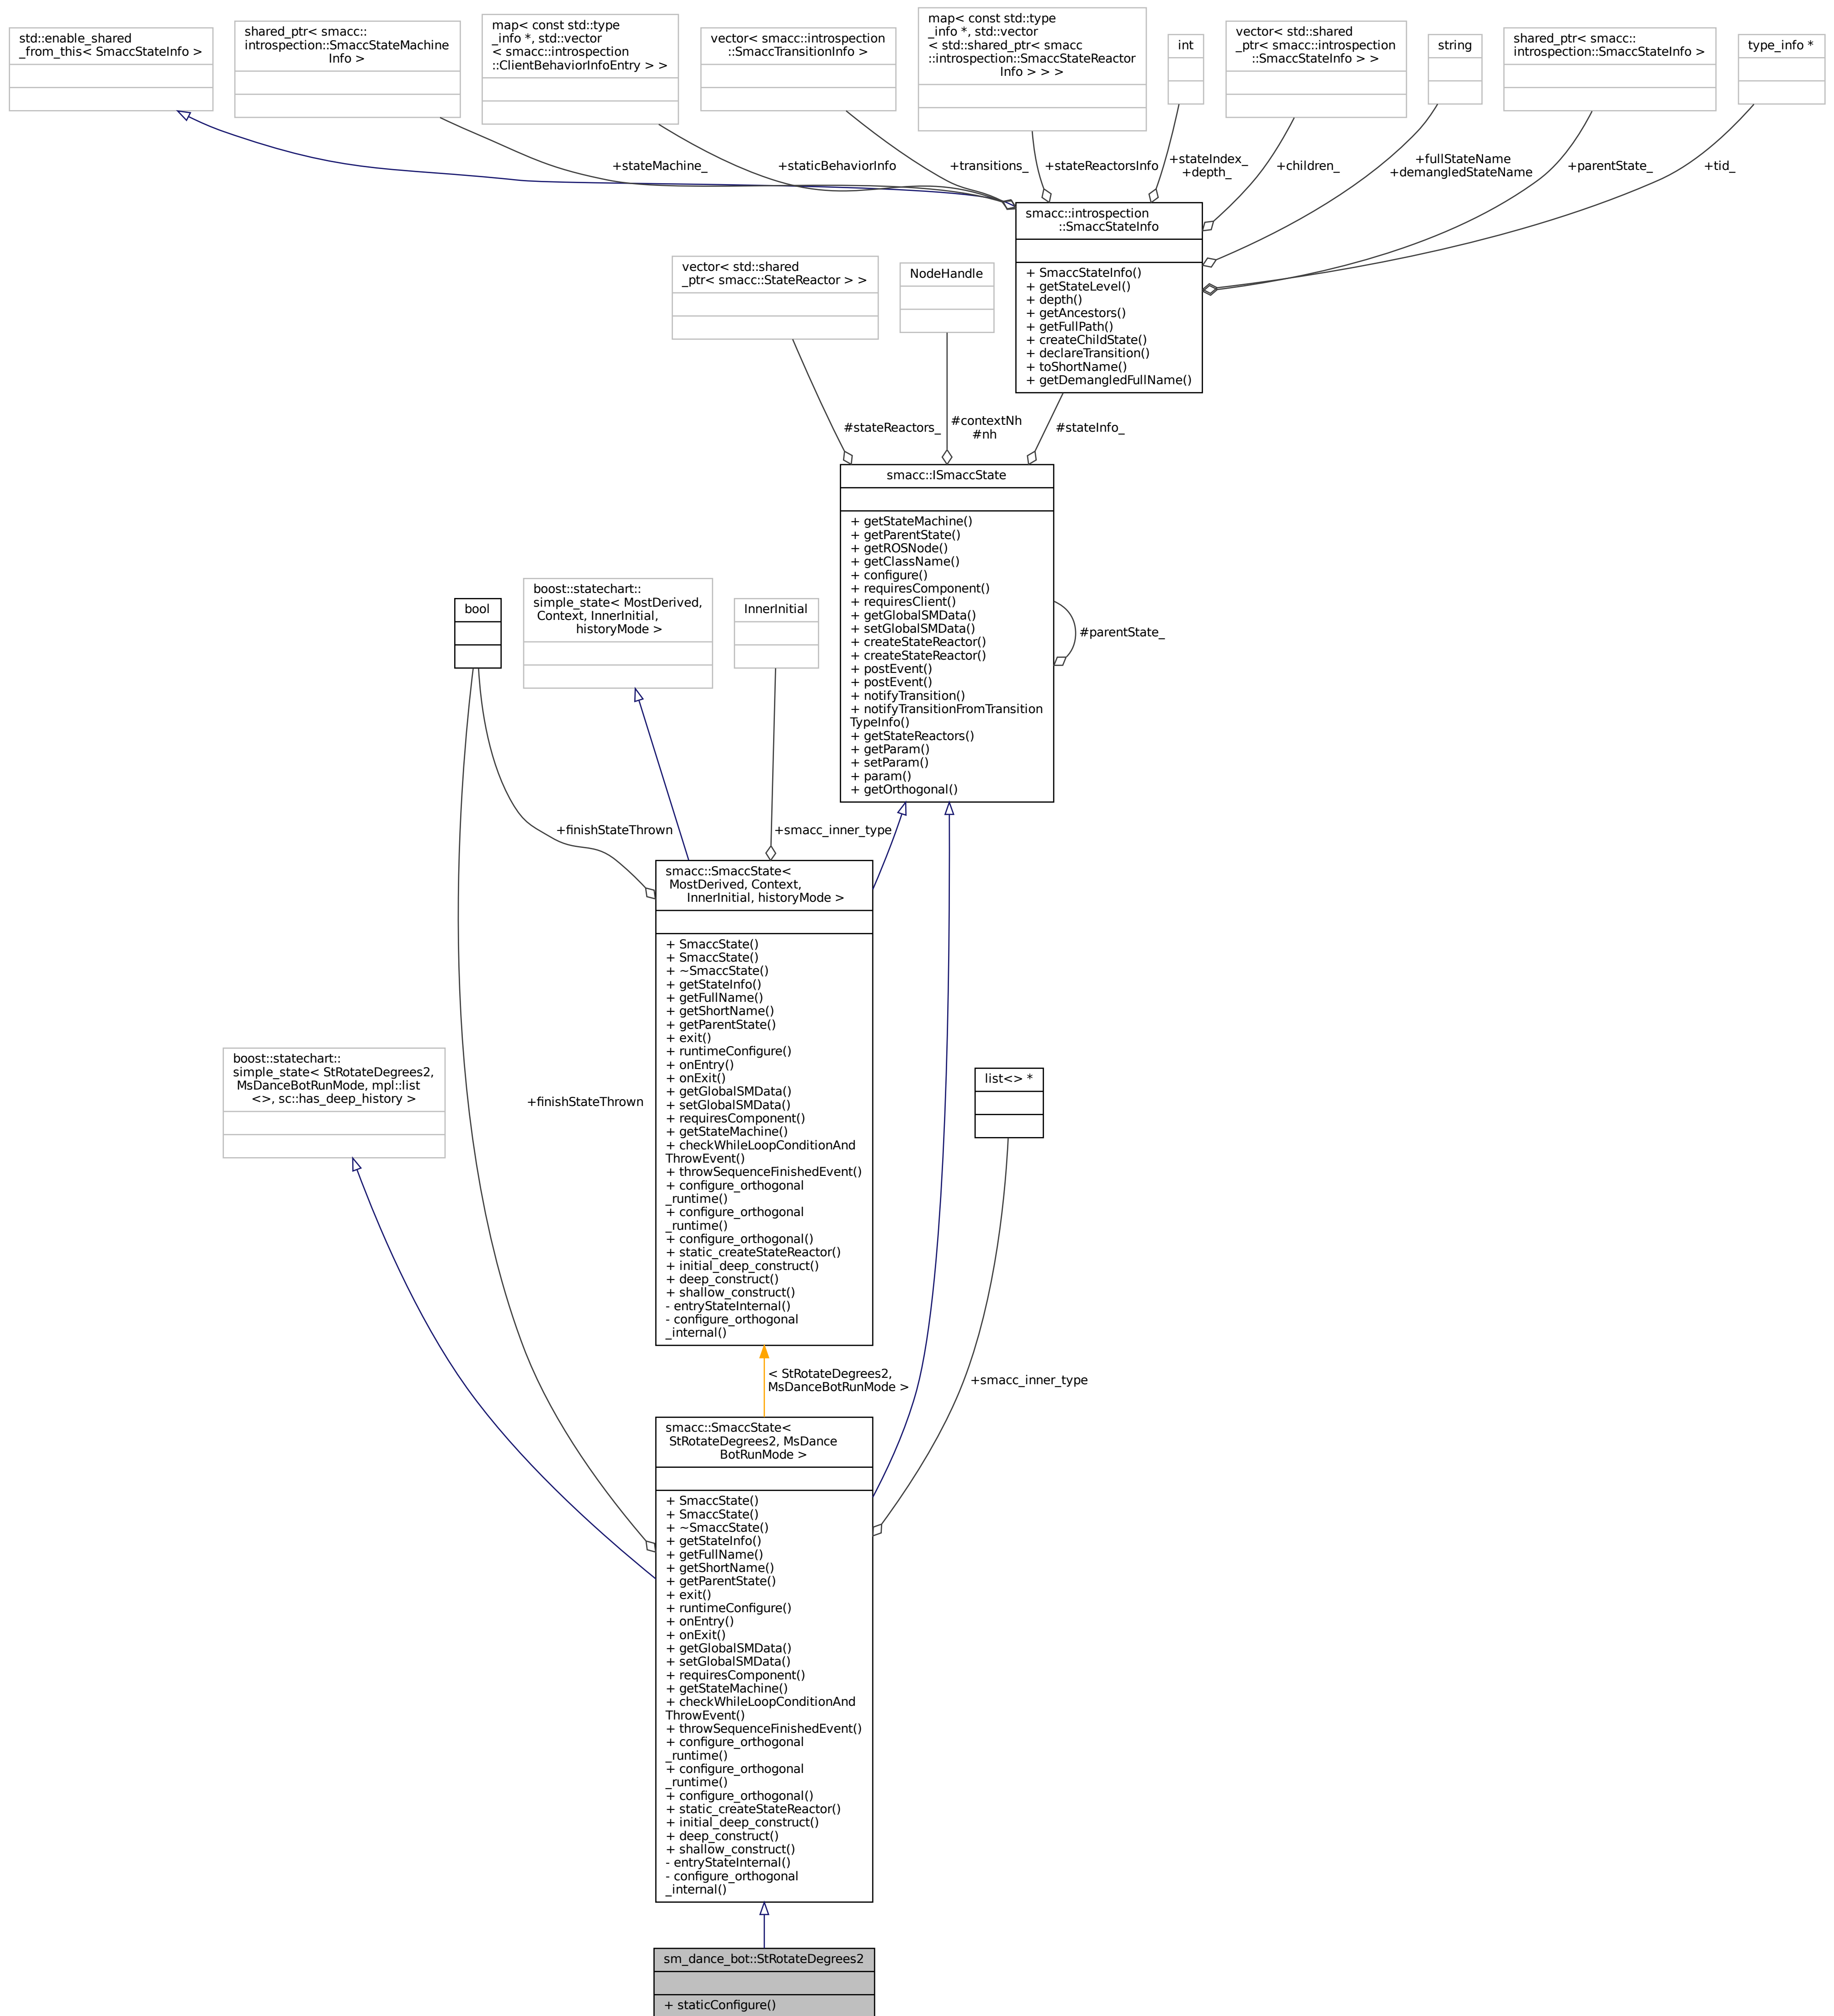 std::enable_shared
_from_this< SmaccStateInfo >
shared_ptr< smacc::
introspection::SmaccStateMachine
Info >
map< const std::type
_info *, std::vector
< smacc::introspection
::ClientBehaviorInfoEntry > >
vector< smacc::introspection
::SmaccTransitionInfo >
map< const std::type
_info *, std::vector
< std::shared_ptr< smacc
::introspection::SmaccStateReactor
Info > > >
int
vector< std::shared
_ptr< smacc::introspection
::SmaccStateInfo > >
string
shared_ptr< smacc::
introspection::SmaccStateInfo >
type_info *
+stateMachine_
+staticBehaviorInfo
+transitions_
+stateReactorsInfo
+stateIndex_
+depth_
+children_
+fullStateName
+demangledStateName
+parentState_
+tid_
smacc::introspection
::SmaccStateInfo
+ SmaccStateInfo()
+ getStateLevel()
+ depth()
+ getAncestors()
+ getFullPath()
+ createChildState()
+ declareTransition()
+ toShortName()
+ getDemangledFullName()
vector< std::shared
_ptr< smacc::StateReactor > >
NodeHandle
#stateReactors_
#contextNh
#nh
#stateInfo_
smacc::ISmaccState
+ getStateMachine()
+ getParentState()
+ getROSNode()
+ getClassName()
+ configure()
+ requiresComponent()
+ requiresClient()
+ getGlobalSMData()
+ setGlobalSMData()
+ createStateReactor()
+ createStateReactor()
+ postEvent()
+ postEvent()
+ notifyTransition()
+ notifyTransitionFromTransition
TypeInfo()
+ getStateReactors()
+ getParam()
+ setParam()
+ param()
+ getOrthogonal()
#parentState_
bool
boost::statechart::
simple_state< MostDerived,
Context, InnerInitial,
historyMode >
InnerInitial
+finishStateThrown
+smacc_inner_type
smacc::SmaccState<
MostDerived, Context,
InnerInitial, historyMode >
+ SmaccState()
+ SmaccState()
+ ~SmaccState()
+ getStateInfo()
+ getFullName()
+ getShortName()
+ getParentState()
+ exit()
+ runtimeConfigure()
+ onEntry()
+ onExit()
+ getGlobalSMData()
+ setGlobalSMData()
+ requiresComponent()
+ getStateMachine()
+ checkWhileLoopConditionAnd
ThrowEvent()
+ throwSequenceFinishedEvent()
+ configure_orthogonal
_runtime()
+ configure_orthogonal
_runtime()
+ configure_orthogonal()
+ static_createStateReactor()
+ initial_deep_construct()
+ deep_construct()
+ shallow_construct()
- entryStateInternal()
- configure_orthogonal
_internal()
boost::statechart::
simple_state< StRotateDegrees2,
MsDanceBotRunMode, mpl::list
<>, sc::has_deep_history >
+finishStateThrown
list<> *
< StRotateDegrees2,
MsDanceBotRunMode >
+smacc_inner_type
smacc::SmaccState<
StRotateDegrees2, MsDance
BotRunMode >
+ SmaccState()
+ SmaccState()
+ ~SmaccState()
+ getStateInfo()
+ getFullName()
+ getShortName()
+ getParentState()
+ exit()
+ runtimeConfigure()
+ onEntry()
+ onExit()
+ getGlobalSMData()
+ setGlobalSMData()
+ requiresComponent()
+ getStateMachine()
+ checkWhileLoopConditionAnd
ThrowEvent()
+ throwSequenceFinishedEvent()
+ configure_orthogonal
_runtime()
+ configure_orthogonal
_runtime()
+ configure_orthogonal()
+ static_createStateReactor()
+ initial_deep_construct()
+ deep_construct()
+ shallow_construct()
- entryStateInternal()
- configure_orthogonal
_internal()
sm_dance_bot::StRotateDegrees2
+ staticConfigure()